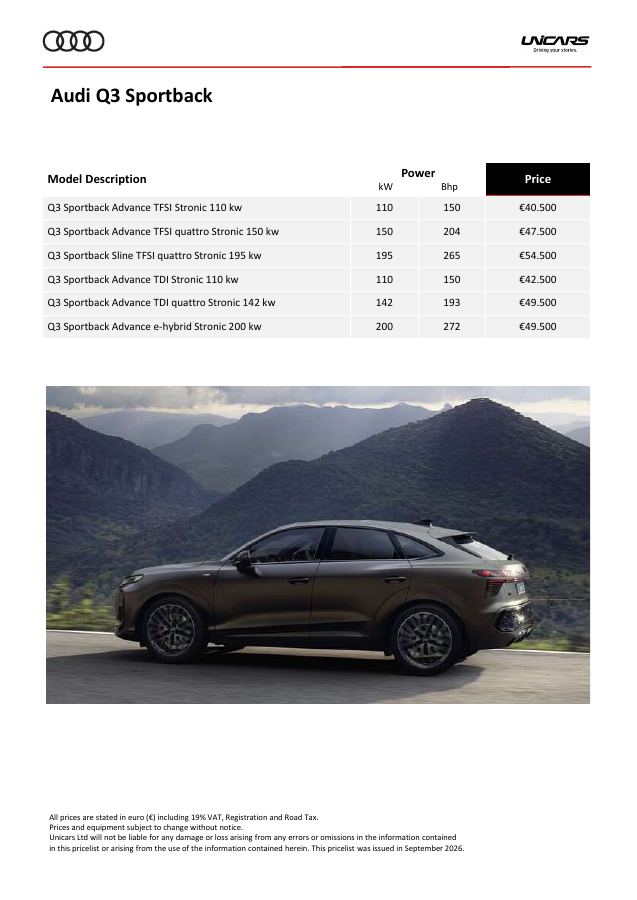 UNICARS
Driving your stories.
Audi Q3 Sportback
Model Description Power Price
kW Bhp
Q3 Sportback Advance TFSI Stronic 110 kw 110 150 €40.500
Q3 Sportback Advance TFSI quattro Stronic 150 kw 150 204 €47.500
Q3 Sportback Sline TFSI quattro Stronic 195 kw 195 265 €54.500
Q3 Sportback Advance TDI Stronic 110 kw 110 150 €42.500
Q3 Sportback Advance TDI quattro Stronic 142 kw 142 193 €49.500
Q3 Sportback Advance e-hybrid Stronic 200 kw 200 272 €49.500
All prices are stated in euro (€) including 19% VAT, Registration and Road Tax.
Prices and equipment subject to change without notice.
Unicars Ltd will not be liable for any damage or loss arising from any errors or omissions in the information contained
in this pricelist or arising from the use of the information contained herein. This pricelist was issued in September 2026.